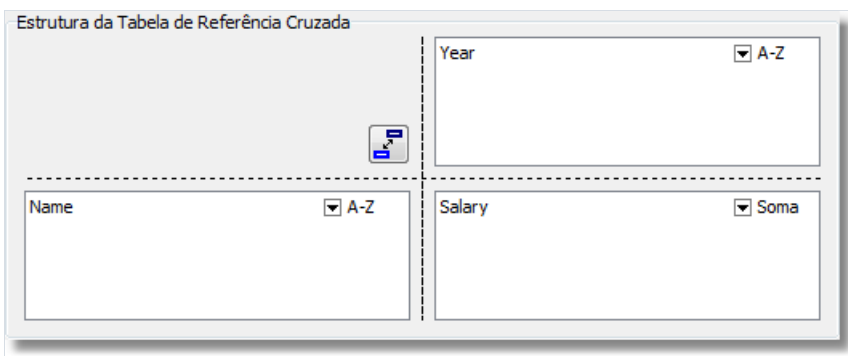 Estrutura da Tabela de Referência Cruzada
Year A-Z
Name A-Z
Salary Soma